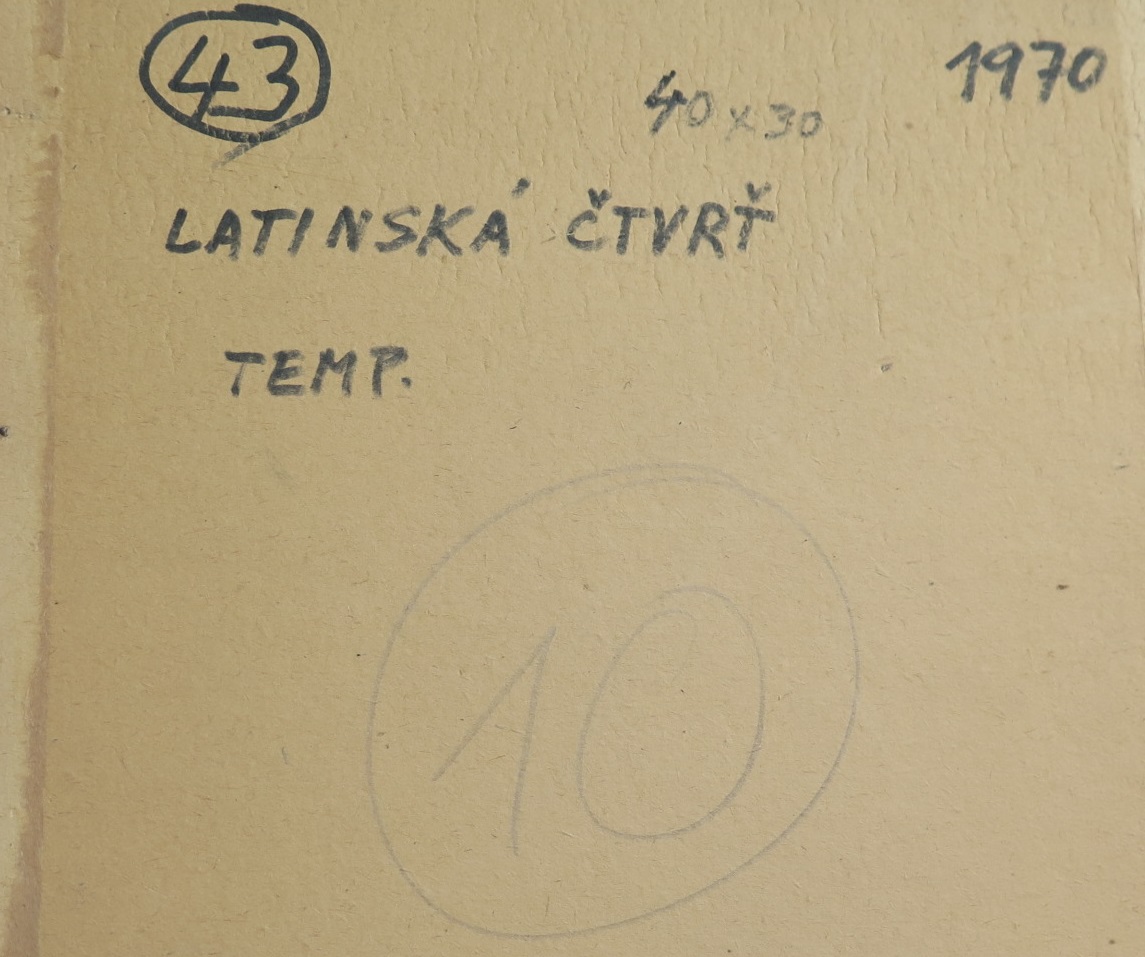 43 40x30 1970
LATINSKÁ ČTVRŤ
TEMP.
10